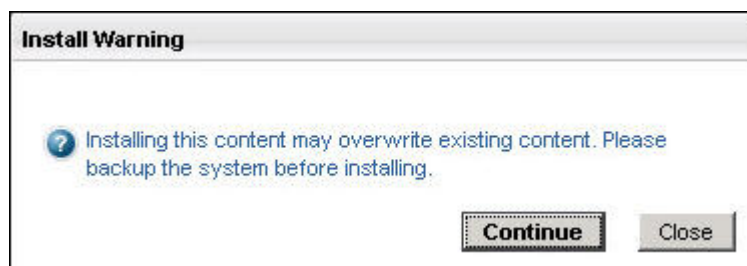 Install Warning
Installing this content may overwrite existing content. Please
backup the system before installing.
Continue
Close